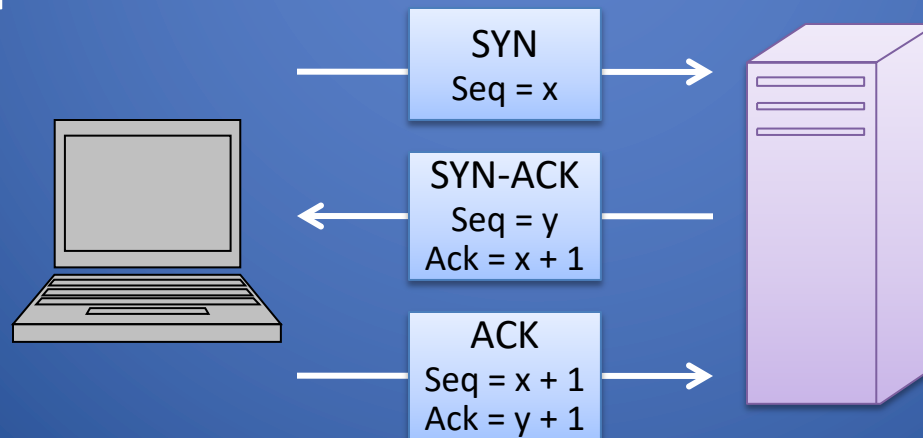 SYN
Seq = x
SYN-ACK
Seq = y
Ack = x + 1
ACK
Seq = x + 1
Ack = y + 1